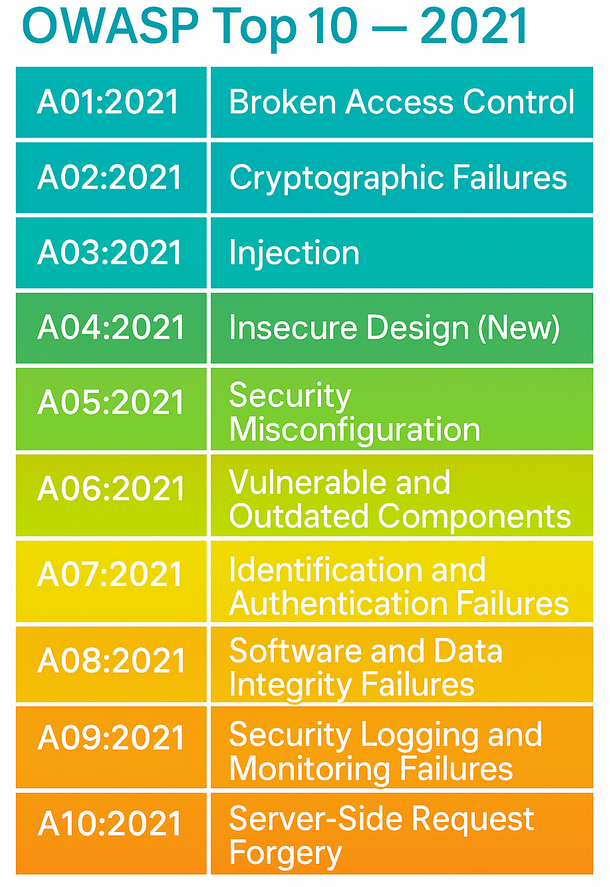 OWASP Top 10 — 2021
A01:2021 Broken Access Control
A02:2021 Cryptographic Failures
A03:2021 Injection
A04:2021 Insecure Design (New)
A05:2021 Security
Misconfiguration
A06:2021 Vulnerable and
Outdated Components
A07:2021 Identification and
Authentication Failures
A08:2021 Software and Data
Integrity Failures
A09:2021 Security Logging and
Monitoring Failures
A10:2021 Server-Side Request
Forgery